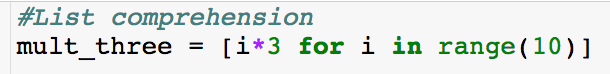 #List comprehension
mult_three = [i*3 for i in range(10)]